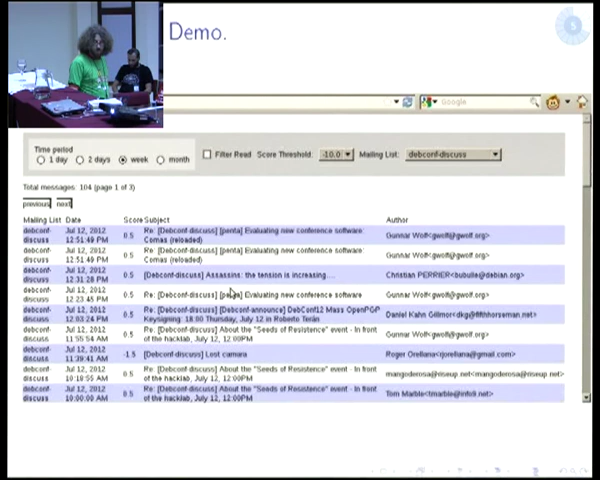 Demo.
5
Google
Time period
1 day 2 days week month Filter Read Score Threshold: -10.0 Mailing List: debconf-discuss
Total messages: 104 (page 1 of 3)
previous next
Mailing List Date Score Subject Author
debconf-discuss Jul 12, 2012 12:51:49 PM 0.5 Re: [Debconf-discuss] [penta] Evaluating new conference software: Comas (reloaded) Gunnar Wolf<gwolf@gwolf.org>
debconf-discuss Jul 12, 2012 12:51:49 PM 0.5 Re: [Debconf-discuss] [penta] Evaluating new conference software: Comas (reloaded) Gunnar Wolf<gwolf@gwolf.org>
debconf-discuss Jul 12, 2012 12:31:28 PM 0.5 [Debconf-discuss] Assassins: the tension is increasing.... Christian PERRIER<bubulle@debian.org>
debconf-discuss Jul 12, 2012 12:23:45 PM 0.5 Re: [Debconf-discuss] [penta] Evaluating new conference software Gunnar Wolf<gwolf@gwolf.org>
debconf-discuss Jul 12, 2012 12:03:24 PM 0.5 Re: [Debconf-discuss] [Debconf-announce] DebConf12 Mass OpenPGP Keysigning: 18:00 Thursday, July 12 in Roberto Terán Daniel Kahn Gillmor<dkg@fifthhorseman.net>
debconf-discuss Jul 12, 2012 11:55:54 AM 0.5 Re: [Debconf-discuss] About the "Seeds of Resistence" event - In front of the hacklab, July 12, 12:00PM Gunnar Wolf<gwolf@gwolf.org>
debconf-discuss Jul 12, 2012 11:39:41 AM -1.5 [Debconf-discuss] Lost camara Roger Orellana<rjorellana@gmail.com>
debconf-discuss Jul 12, 2012 10:18:55 AM 0.5 Re: [Debconf-discuss] About the "Seeds of Resistence" event - In front of the hacklab, July 12, 12:00PM mangoderosa@riseup.net<mangoderosa@riseup.net>
debconf-discuss Jul 12, 2012 10:00:00 AM 0.5 Re: [Debconf-discuss] About the "Seeds of Resistence" event - In front of the hacklab, July 12, 12:00PM Tom Marble<tmarble@info9.net>